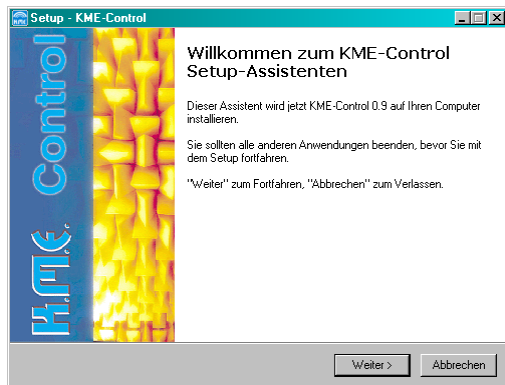 Setup - KME-Control
K.M.E. Control
Willkommen zum KME-Control
Setup-Assistenten
Dieser Assistent wird jetzt KME-Control 0.9 auf Ihren Computer
installieren.
Sie sollten alle anderen Anwendungen beenden, bevor Sie mit
dem Setup fortfahren.
"Weiter" zum Fortfahren, "Abbrechen" zum Verlassen.
Weiter >
Abbrechen